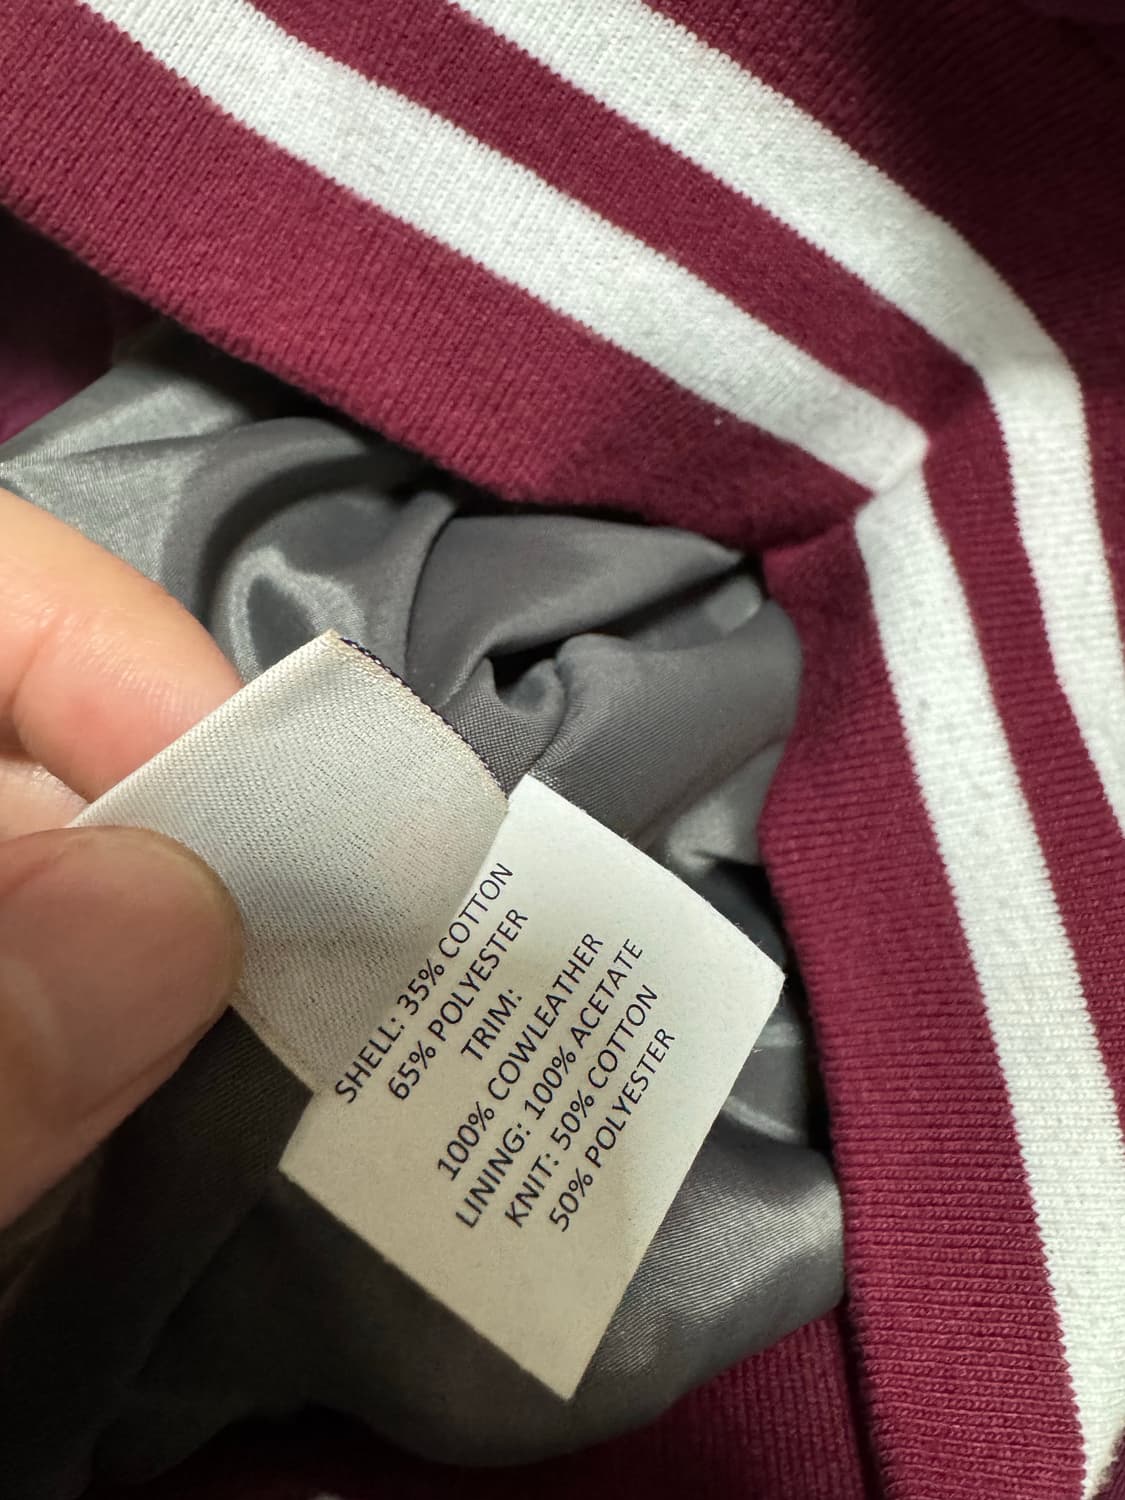 SHELL: 35% COTTON
65% POLYESTER
TRIM:
100% COWLEATHER
LINING: 100% ACETATE
KNIT: 50% COTTON
50% POLYESTER